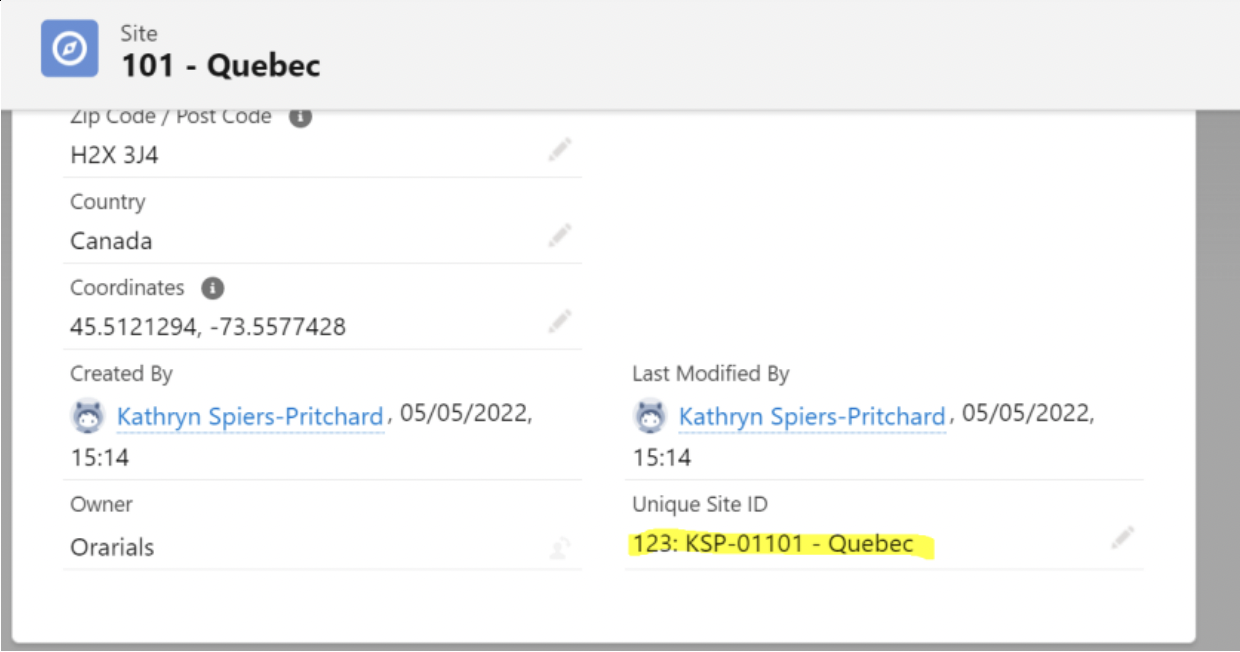 Site
101 - Quebec
Zip Code / Post Code
H2X 3J4
Country
Canada
Coordinates
45.5121294, -73.5577428
Created By
Kathryn Spiers-Pritchard, 05/05/2022,
15:14
Last Modified By
Kathryn Spiers-Pritchard, 05/05/2022,
15:14
Owner
Orarials
Unique Site ID
123: KSP-01101 - Quebec